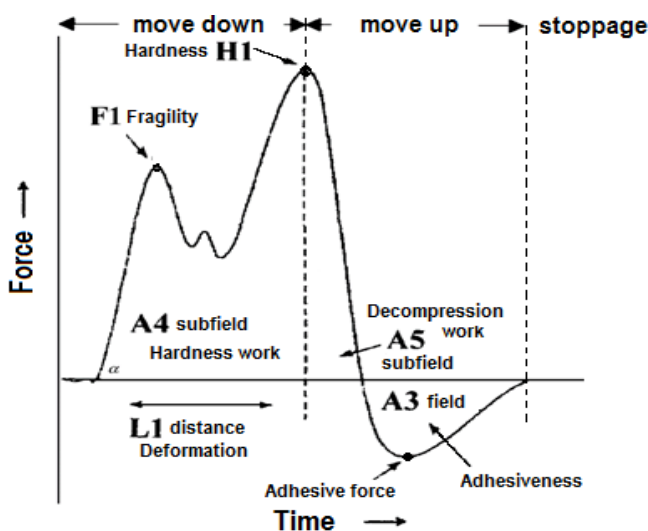 move down
move up
stoppage
Hardness H1
F1 Fragility
Force
A4 subfield
Hardness work
α
Decompression
work
A5
subfield
A3 field
L1 distance
Deformation
Adhesive force
Adhesiveness
Time